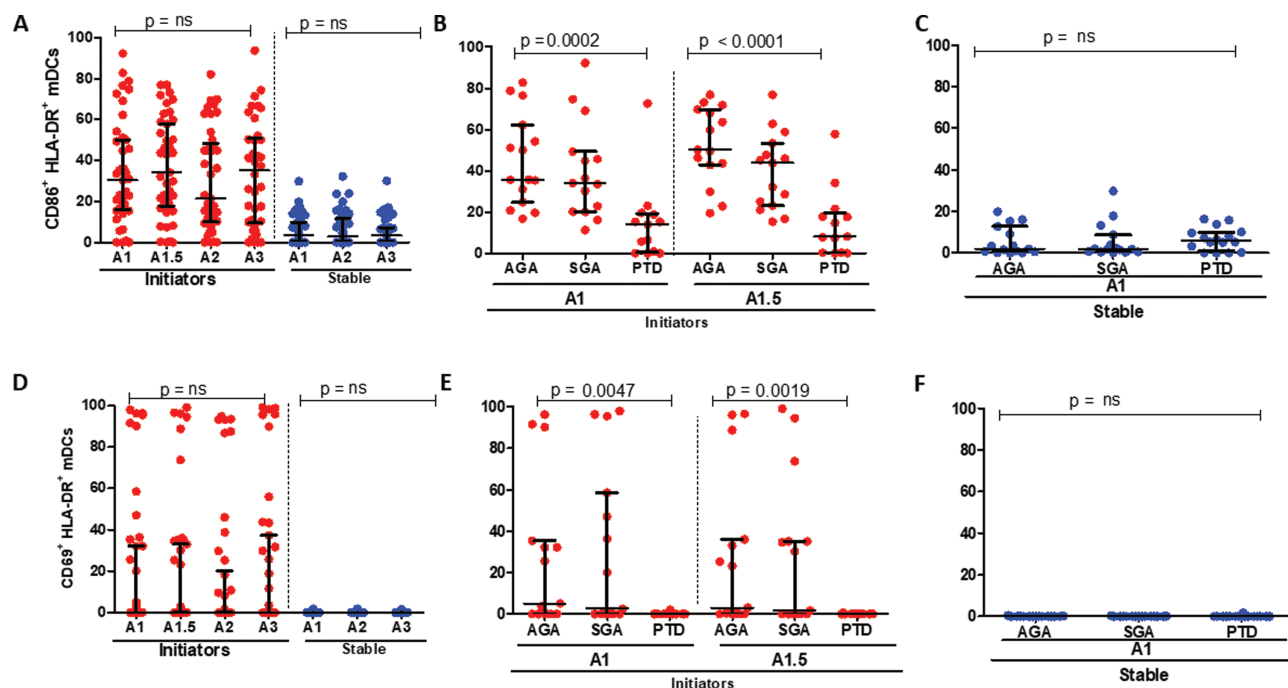 A
p = ns
p = ns
CD86+ HLA-DR+ mDCs
100
80
60
40
20
0
A1 A1.5 A2 A3 A1 A2 A3
Initiators Stable
B
p=0.0002 p <0.0001
100
80
60
40
20
0
AGA SGA PTD AGA SGA PTD
A1 A1.5
Initiators
C
p = ns
100
80
60
40
20
0
AGA SGA PTD
A1
Stable
D
p = ns p = ns
CD69+ HLA-DR+ mDCs
100
80
60
40
20
0
A1 A1.5 A2 A3 A1 A2 A3
Initiators Stable
E
p = 0.0047 p = 0.0019
100
80
60
40
20
0
AGA SGA PTD AGA SGA PTD
A1 A1.5
Initiators
F
p = ns
100
80
60
40
20
0
AGA SGA PTD
A1
Stable